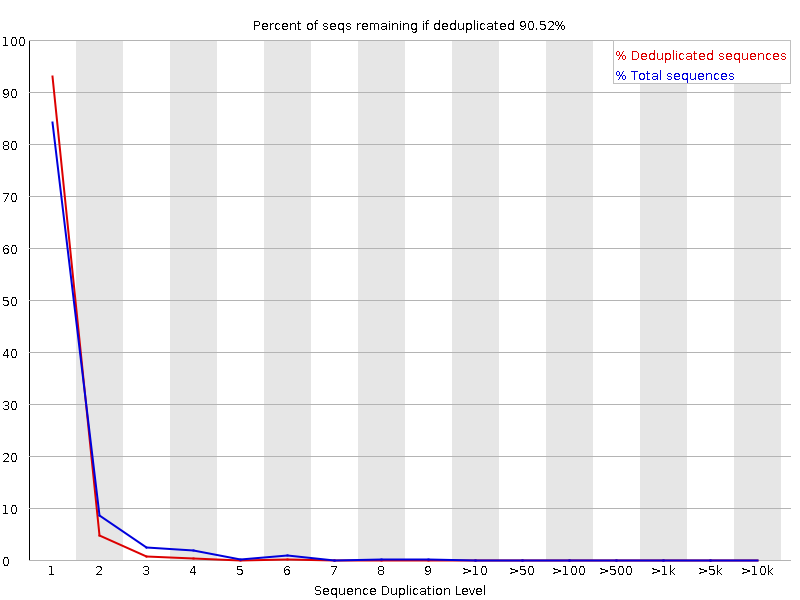 Percent of seqs remaining if deduplicated 90.52%
% Deduplicated sequences
% Total sequences
100
90
80
70
60
50
40
30
20
10
0
1 2 3 4 5 6 7 8 9 >10 >50 >100 >500 >1k >5k >10k
Sequence Duplication Level